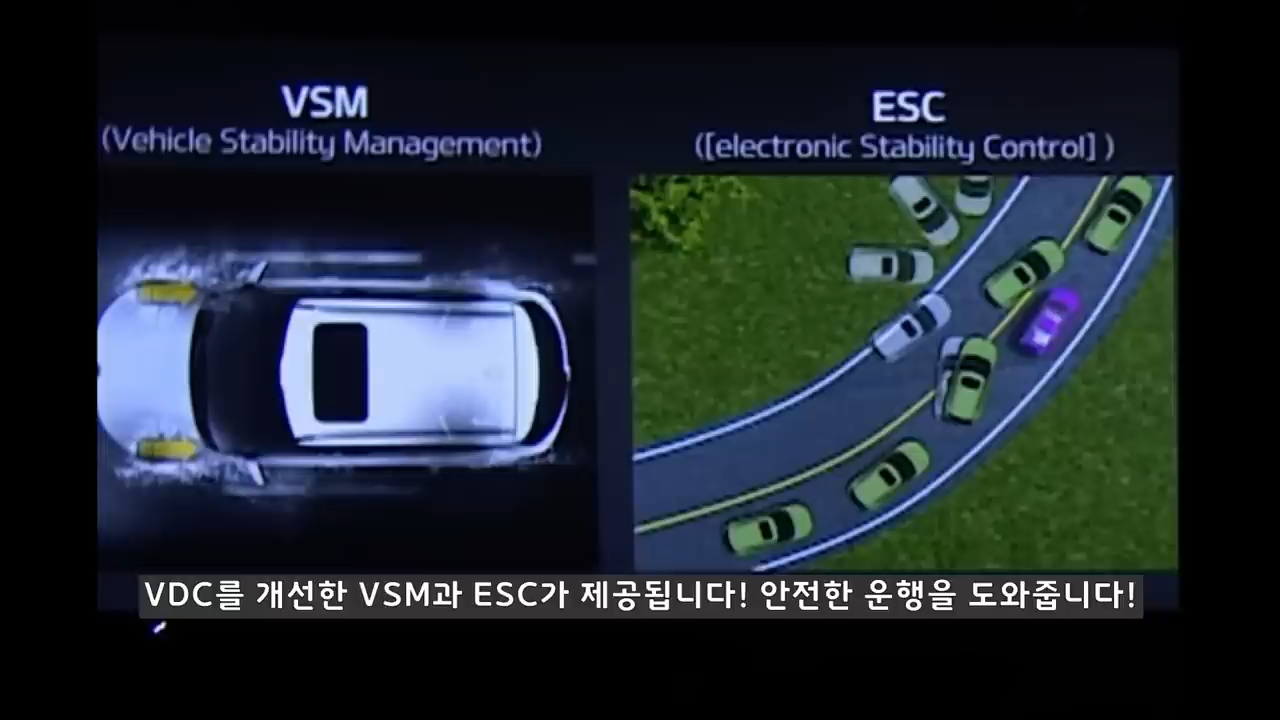 VSM
(Vehicle Stability Management)
ESC
([electronic Stability Control] )
VDC를 개선한 VSM과 ESC가 제공됩니다! 안전한 운행을 도와줍니다!